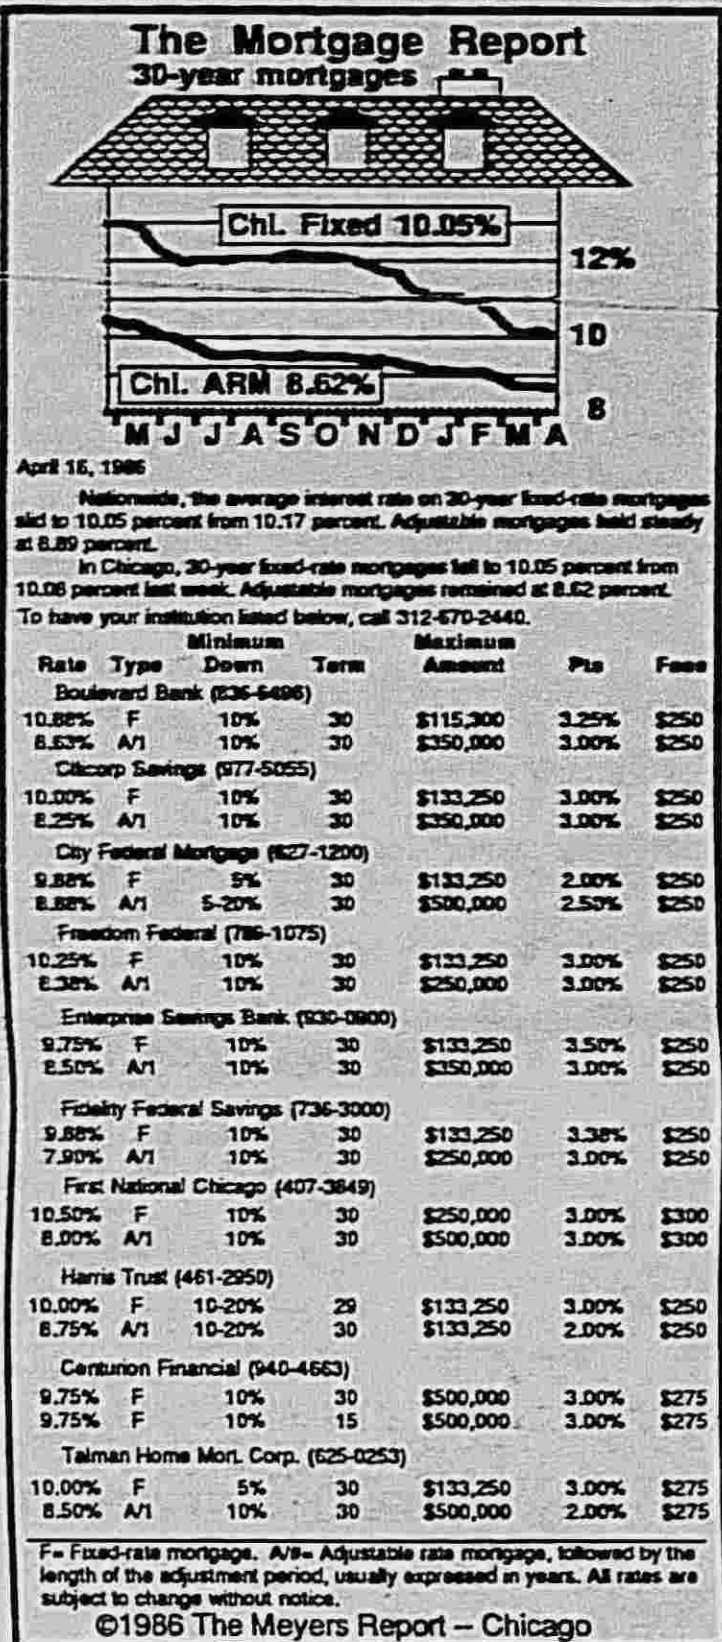 The Mortgage Report
30-year mortgages
Chi. Fixed 10.05%
12%
10
Chi. ARM 8.62%
8
M J J A S O N D J F M A
April 16, 1986
Nationwide, the average interest rate on 30-year fixed-rate mortgages
slid to 10.05 percent from 10.17 percent. Adjustable mortgages held steady
at 8.89 percent.
In Chicago, 30-year fixed-rate mortgages fell to 10.05 percent from
10.08 percent last week. Adjustable mortgages remained at 8.62 percent.
To have your institution listed below, call 312-670-2440.
Minimum Maximum
Rate Type Down Term Amount Pts Fees
Boulevard Bank (836-6498)
10.88% F 10% 30 $115,300 3.25% $250
8.63% A/1 10% 30 $350,000 3.00% $250
Citicorp Savings (977-5055)
10.00% F 10% 30 $133,250 3.00% $250
8.25% A/1 10% 30 $350,000 3.00% $250
City Federal Mortgage (627-1200)
9.88% F 5% 30 $133,250 2.00% $250
8.88% A/1 5-20% 30 $500,000 2.50% $250
Freedom Federal (786-1075)
10.25% F 10% 30 $133,250 3.00% $250
8.38% A/1 10% 30 $250,000 3.00% $250
Enterprise Savings Bank (930-0900)
9.75% F 10% 30 $133,250 3.50% $250
8.50% A/1 10% 30 $350,000 3.00% $250
Fidelity Federal Savings (736-3000)
9.88% F 10% 30 $133,250 3.38% $250
7.90% A/1 10% 30 $250,000 3.00% $250
First National Chicago (407-3849)
10.50% F 10% 30 $250,000 3.00% $300
8.00% A/1 10% 30 $500,000 3.00% $300
Harris Trust (461-2950)
10.00% F 10-20% 29 $133,250 3.00% $250
8.75% A/1 10-20% 30 $133,250 2.00% $250
Centurion Financial (940-4663)
9.75% F 10% 30 $500,000 3.00% $275
9.75% F 10% 15 $500,000 3.00% $275
Talman Home Mort. Corp. (625-0253)
10.00% F 5% 30 $133,250 3.00% $275
8.50% A/1 10% 30 $500,000 2.00% $275
F= Fixed-rate mortgage. A/#= Adjustable rate mortgage, followed by the
length of the adjustment period, usually expressed in years. All rates are
subject to change without notice.
©1986 The Meyers Report – Chicago